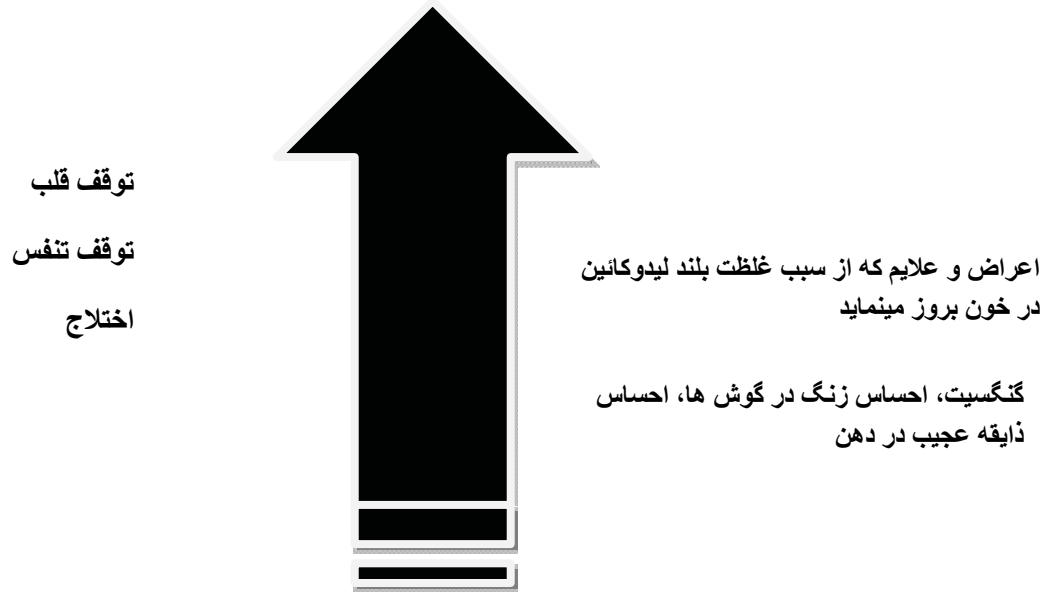 توقف قلب
توقف تنفس
اختلاج
اعراض و علایم که از سبب غلظت بلند لیدوکائین
در خون بروز مینماید
گنگسیت، احساس زنگ در گوش ها، احساس
ذایقه عجیب در دهن